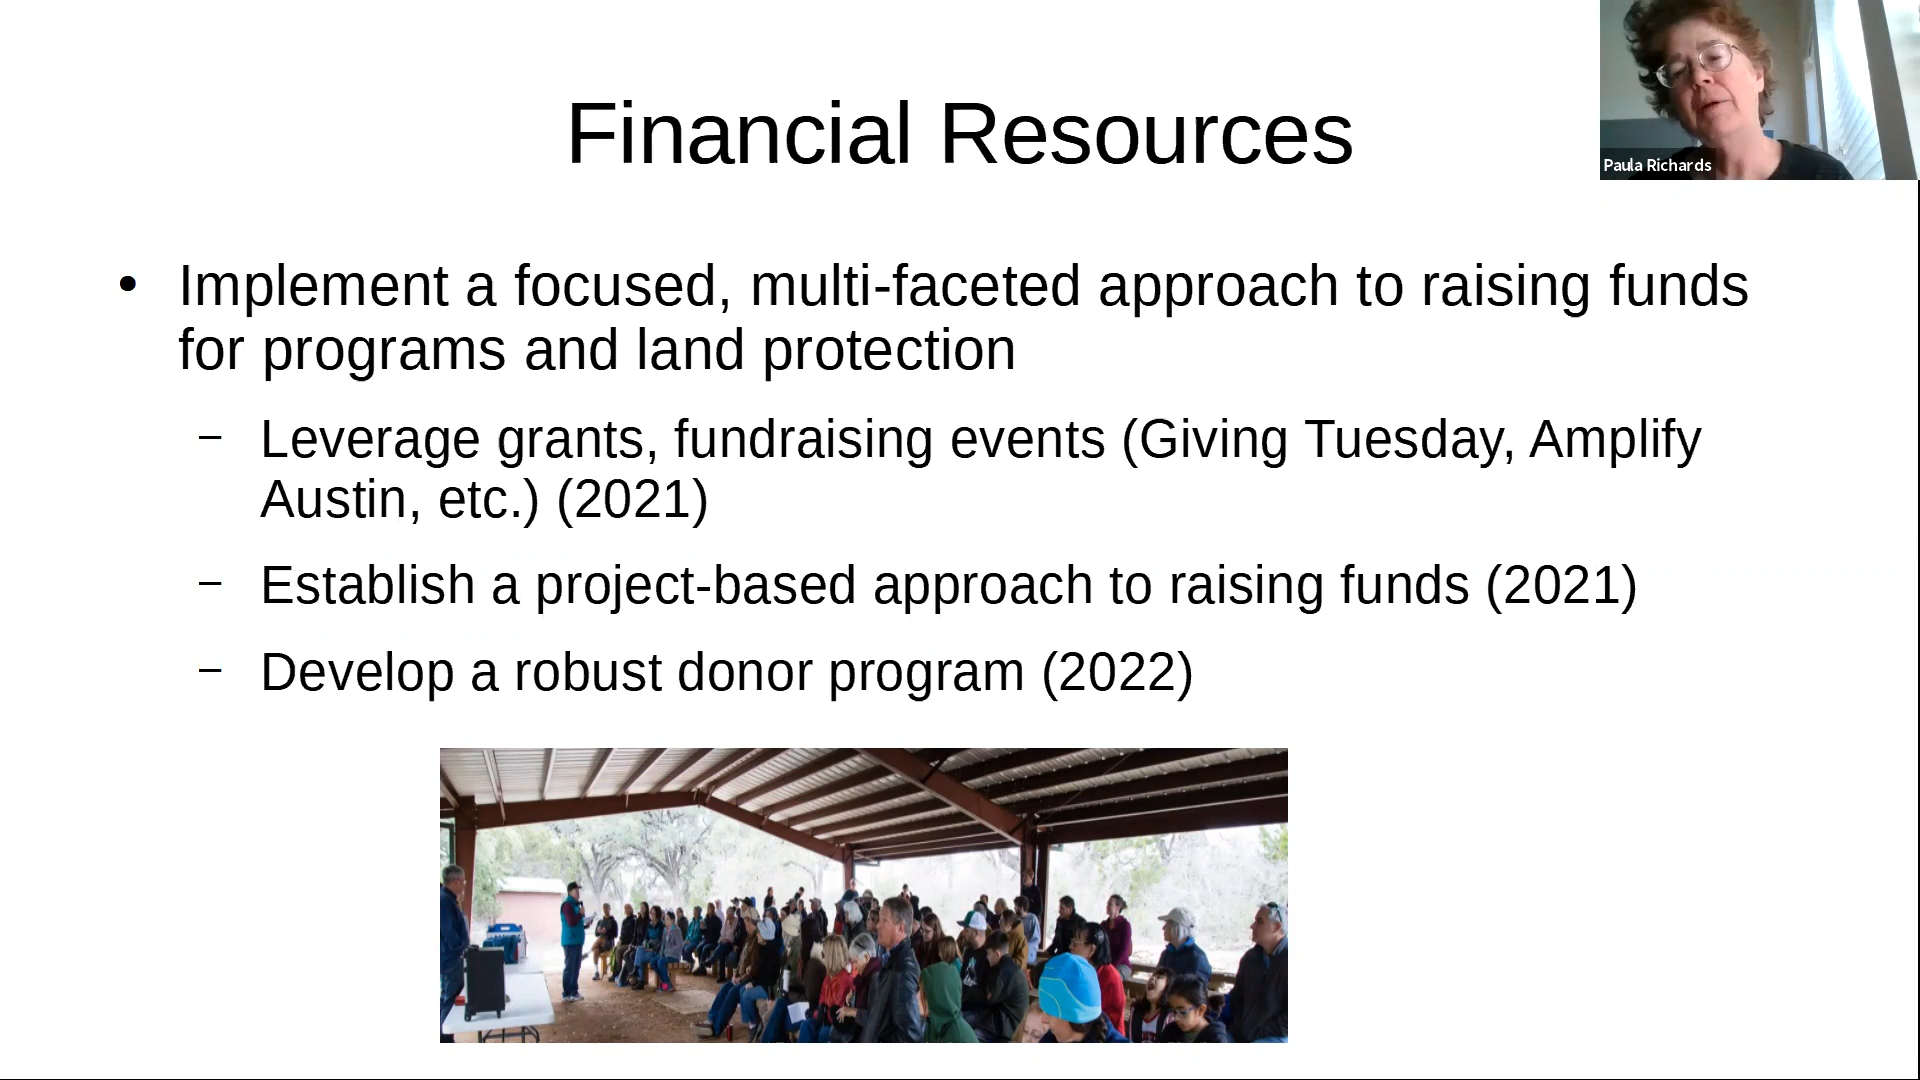 Financial Resources
Paula Richards
• Implement a focused, multi-faceted approach to raising funds
for programs and land protection
– Leverage grants, fundraising events (Giving Tuesday, Amplify
Austin, etc.) (2021)
– Establish a project-based approach to raising funds (2021)
– Develop a robust donor program (2022)